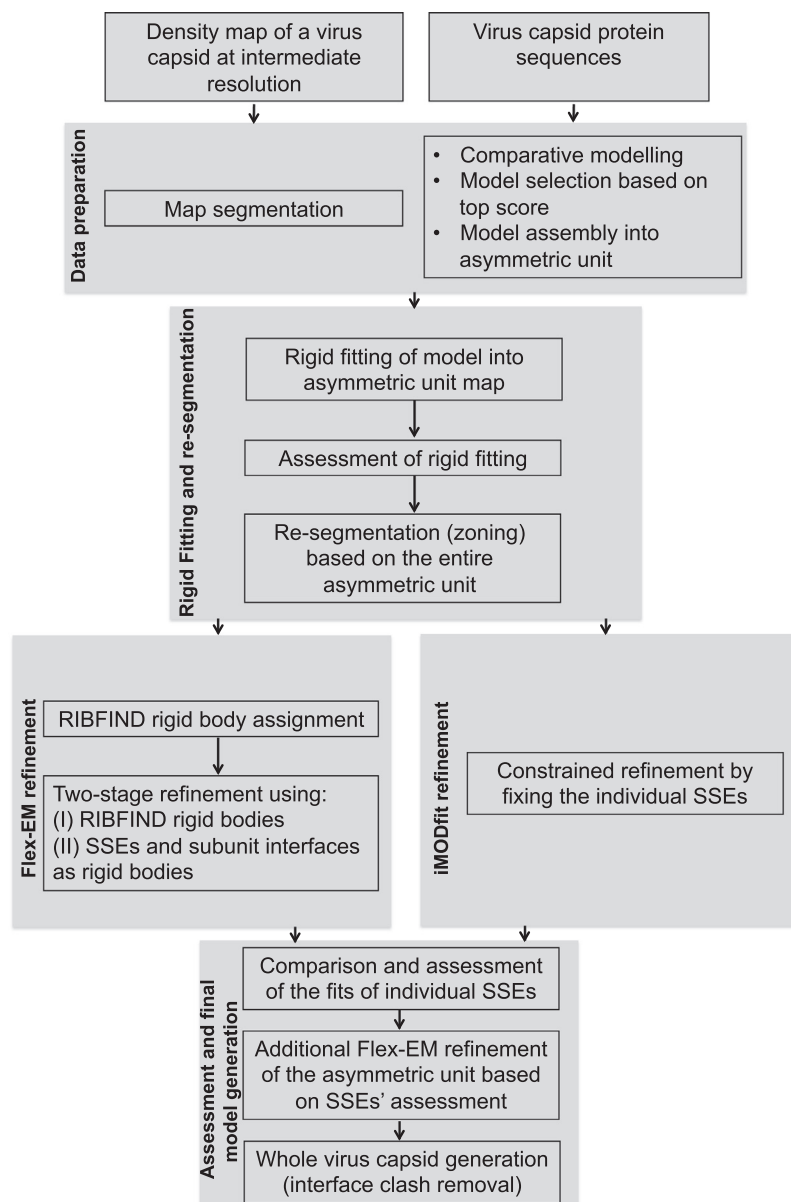 Density map of a virus
capsid at intermediate
resolution
Virus capsid protein
sequences
Data preparation
Map segmentation
• Comparative modelling
• Model selection based on
top score
• Model assembly into
asymmetric unit
Rigid Fitting and re-segmentation
Rigid fitting of model into
asymmetric unit map
Assessment of rigid fitting
Re-segmentation (zoning)
based on the entire
asymmetric unit
Flex-EM refinement
RIBFIND rigid body assignment
Two-stage refinement using:
(I) RIBFIND rigid bodies
(II) SSEs and subunit interfaces
as rigid bodies
iMODfit refinement
Constrained refinement by
fixing the individual SSEs
Assessment and final
model generation
Comparison and assessment
of the fits of individual SSEs
Additional Flex-EM refinement
of the asymmetric unit based
on SSEs’ assessment
Whole virus capsid generation
(interface clash removal)